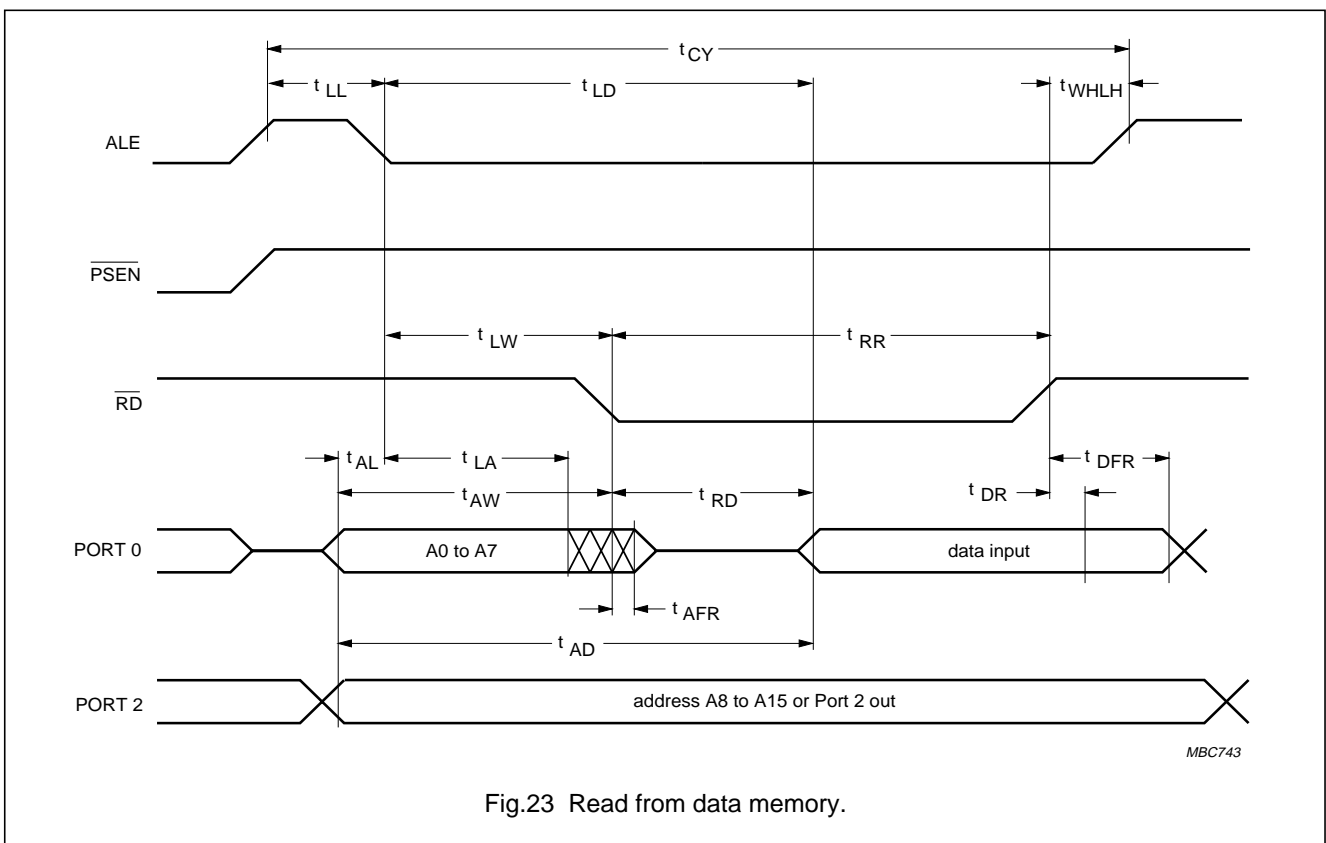 t CY
t LL
t LD
t WHLH
ALE
PSEN
t LW
t RR
RD
t AL
t LA
t DFR
t AW
t RD
t DR
PORT 0
A0 to A7
data input
t AFR
t AD
PORT 2
address A8 to A15 or Port 2 out
MBC743
Fig.23 Read from data memory.